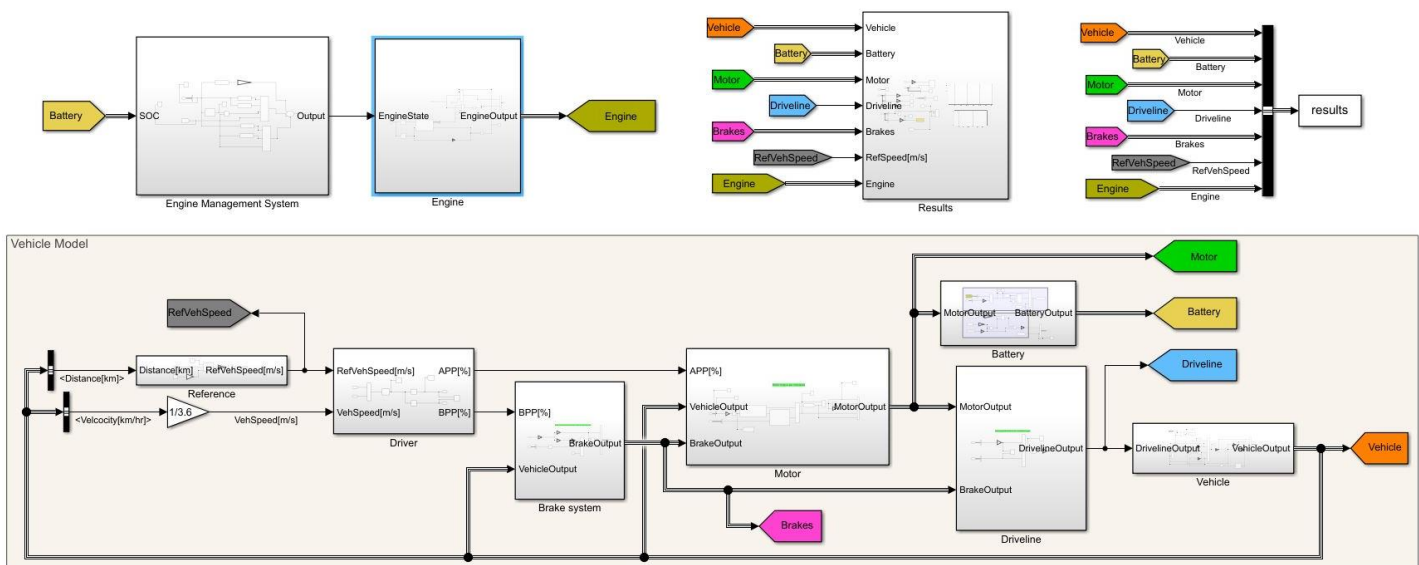 Battery
SOC
Output
Engine Management System
EngineState
EngineOutput
Engine
Engine
Vehicle
Battery
Motor
Driveline
Brakes
RefVehSpeed
Engine
Vehicle
Battery
Motor
Driveline
Brakes
RefSpeed[m/s]
Engine
Results
Vehicle
Vehicle
Battery
Battery
Motor
Motor
Driveline
Driveline
Brakes
Brakes
RefVehSpeed
RefVehSpeed
Engine
Engine
results
Vehicle Model
RefVehSpeed
<Distance[km]>
Distance[km]
RefVehSpeed[m/s]
Reference
<Velcocity[km/hr]>
1/3.6
VehSpeed[m/s]
RefVehSpeed[m/s]
VehSpeed[m/s]
APP[%]
BPP[%]
Driver
BPP[%]
VehicleOutput
BrakeOutput
Brake system
APP[%]
VehicleOutput
BrakeOutput
MotorOutput
Motor
Brakes
MotorOutput
BatteryOutput
Battery
MotorOutput
BrakeOutput
DrivelineOutput
Driveline
Motor
Battery
Driveline
DrivelineOutput
VehicleOutput
Vehicle
Vehicle